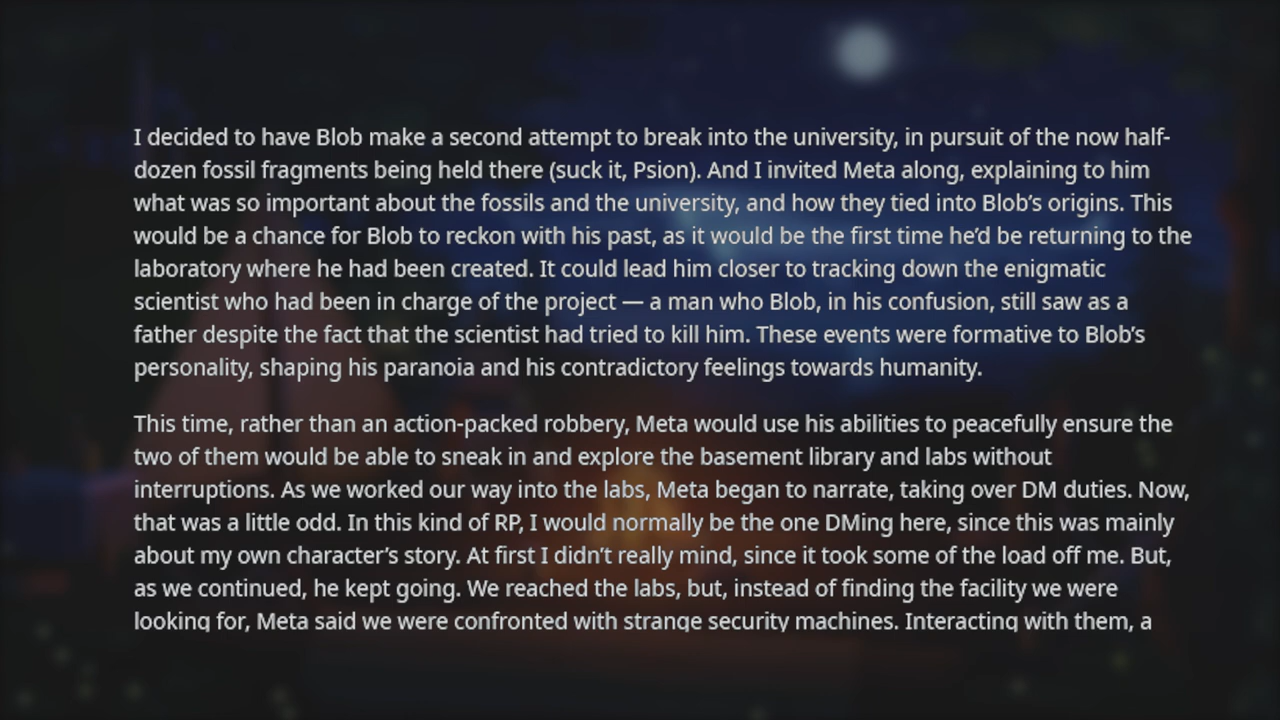 I decided to have Blob make a second attempt to break into the university, in pursuit of the now half-
dozen fossil fragments being held there (suck it, Psion). And I invited Meta along, explaining to him
what was so important about the fossils and the university, and how they tied into Blob’s origins. This
would be a chance for Blob to reckon with his past, as it would be the first time he’d be returning to the
laboratory where he had been created. It could lead him closer to tracking down the enigmatic
scientist who had been in charge of the project — a man who Blob, in his confusion, still saw as a
father despite the fact that the scientist had tried to kill him. These events were formative to Blob’s
personality, shaping his paranoia and his contradictory feelings towards humanity.
This time, rather than an action-packed robbery, Meta would use his abilities to peacefully ensure the
two of them would be able to sneak in and explore the basement library and labs without
interruptions. As we worked our way into the labs, Meta began to narrate, taking over DM duties. Now,
that was a little odd. In this kind of RP, I would normally be the one DMing here, since this was mainly
about my own character’s story. At first I didn’t really mind, since it took some of the load off me. But,
as we continued, he kept going. We reached the labs, but, instead of finding the facility we were
looking for, Meta said we were confronted with strange security machines. Interacting with them, a